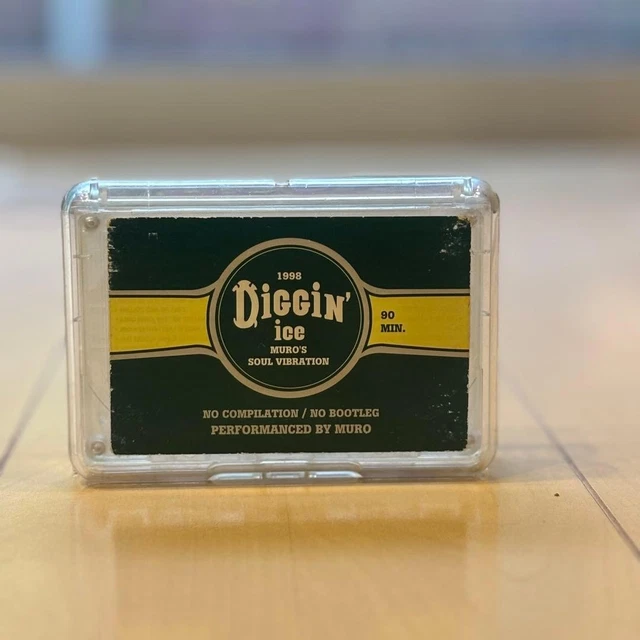 1998
DiGGiN'
ice
MURO'S
SOUL VIBRATION
90
MIN.
NO COMPILATION / NO BOOTLEG
PERFORMANCED BY MURO